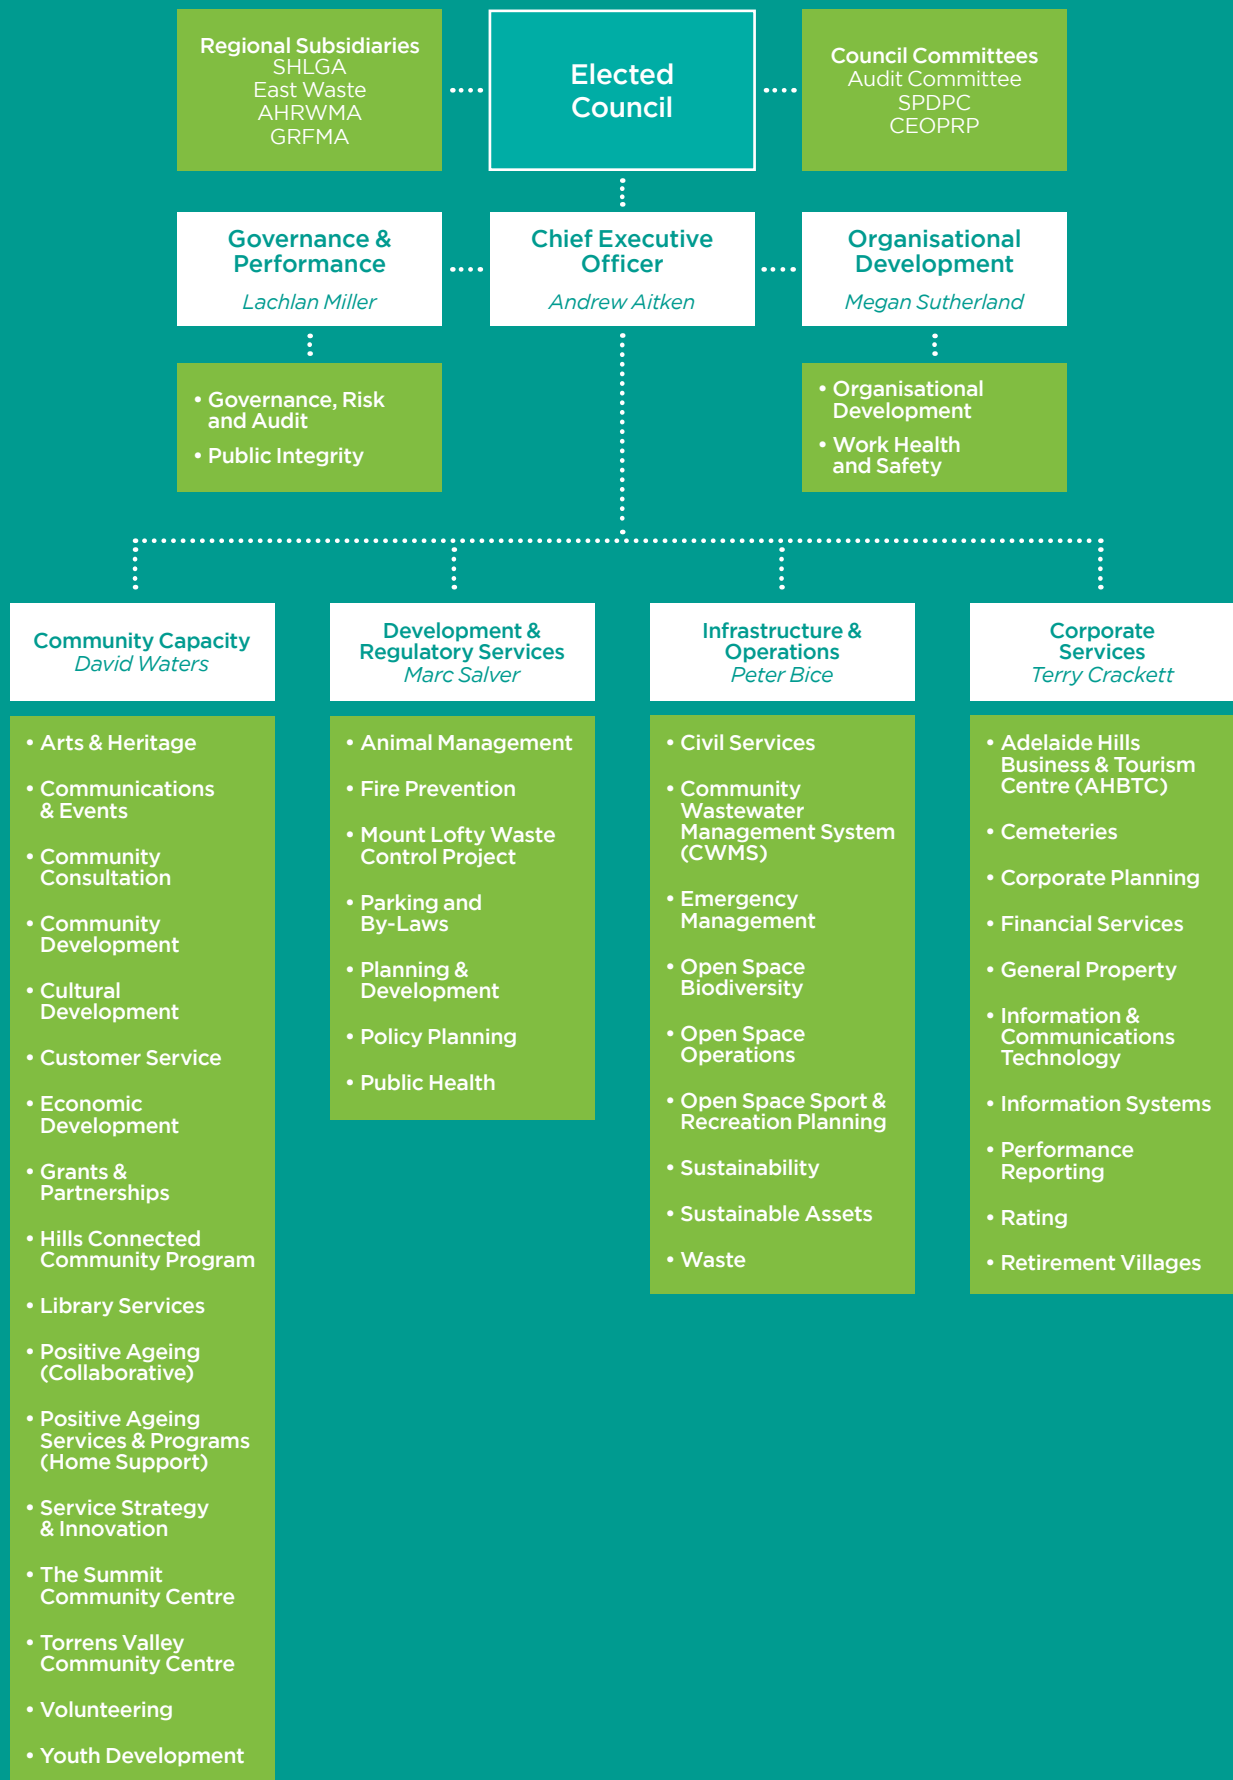 Regional Subsidiaries
SHLGA
East Waste
AHRWMA
GRFMA
Elected
Council
Council Committees
Audit Committee
SPDPC
CEOPRP
Governance &
Performance
Lachlan Miller
Chief Executive
Officer
Andrew Aitken
Organisational
Development
Megan Sutherland
• Governance, Risk
and Audit
• Public Integrity
• Organisational
Development
• Work Health
and Safety
Community Capacity
David Waters
Development &
Regulatory Services
Marc Salver
Infrastructure &
Operations
Peter Bice
Corporate
Services
Terry Crackett
• Arts & Heritage
• Communications
& Events
• Community
Consultation
• Community
Development
• Cultural
Development
• Customer Service
• Economic
Development
• Grants &
Partnerships
• Hills Connected
Community Program
• Library Services
• Positive Ageing
(Collaborative)
• Positive Ageing
Services & Programs
(Home Support)
• Service Strategy
& Innovation
• The Summit
Community Centre
• Torrens Valley
Community Centre
• Volunteering
• Youth Development
• Animal Management
• Fire Prevention
• Mount Lofty Waste
Control Project
• Parking and
By-Laws
• Planning &
Development
• Policy Planning
• Public Health
• Civil Services
• Community
Wastewater
Management System
(CWMS)
• Emergency
Management
• Open Space
Biodiversity
• Open Space
Operations
• Open Space Sport &
Recreation Planning
• Sustainability
• Sustainable Assets
• Waste
• Adelaide Hills
Business & Tourism
Centre (AHBTC)
• Cemeteries
• Corporate Planning
• Financial Services
• General Property
• Information &
Communications
Technology
• Information Systems
• Performance
Reporting
• Rating
• Retirement Villages